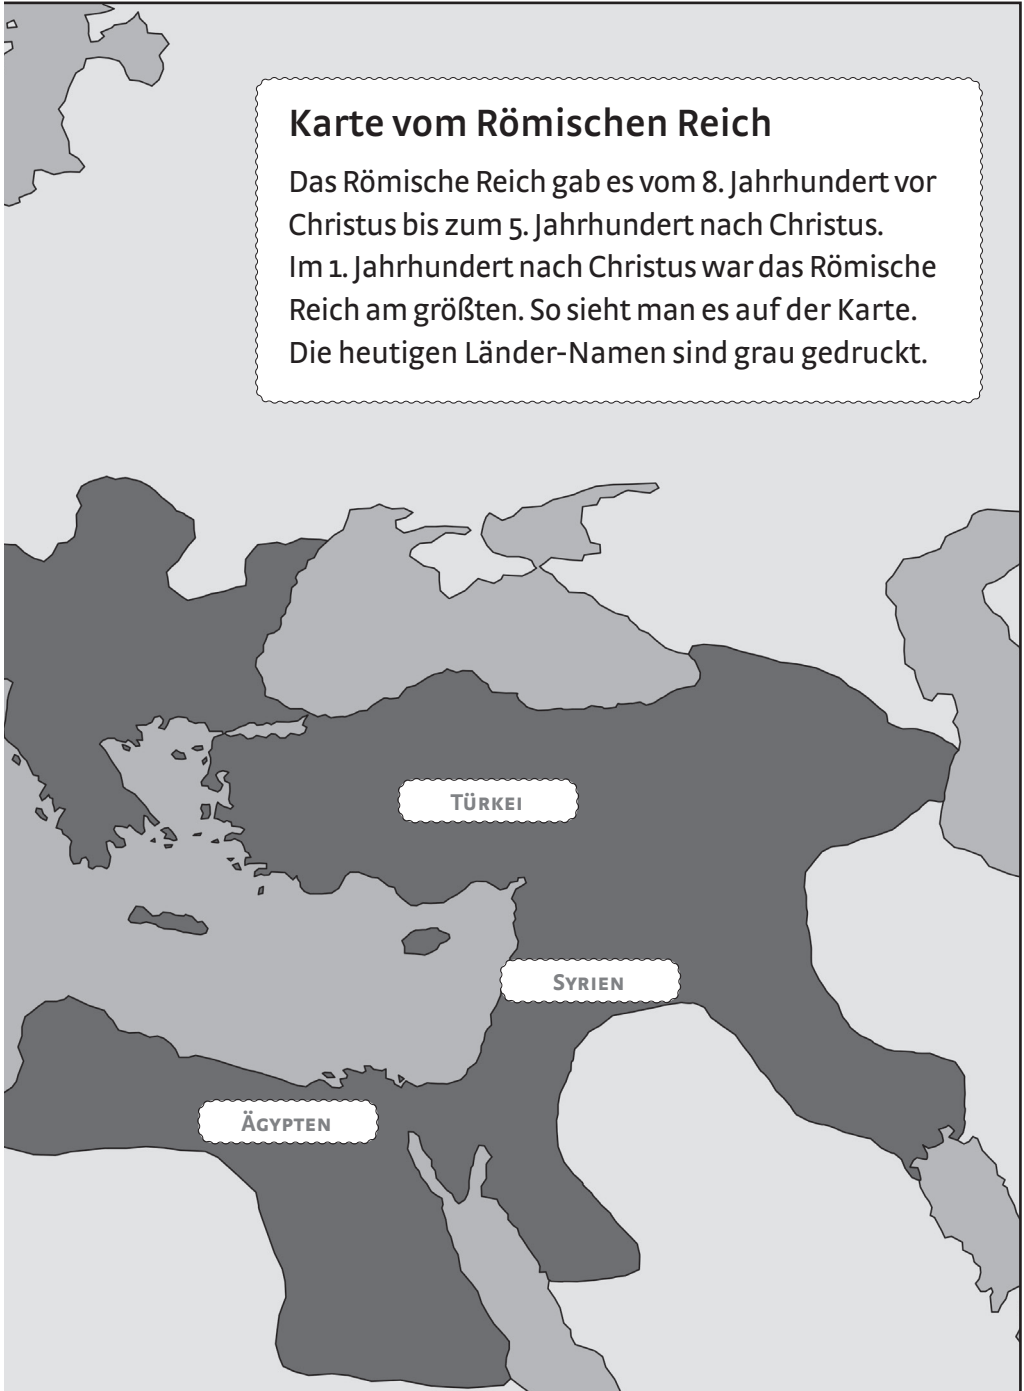 Karte vom Römischen Reich
Das Römische Reich gab es vom 8. Jahrhundert vor
Christus bis zum 5. Jahrhundert nach Christus.
Im 1. Jahrhundert nach Christus war das Römische
Reich am größten. So sieht man es auf der Karte.
Die heutigen Länder-Namen sind grau gedruckt.
Türkei
Syrien
Ägypten